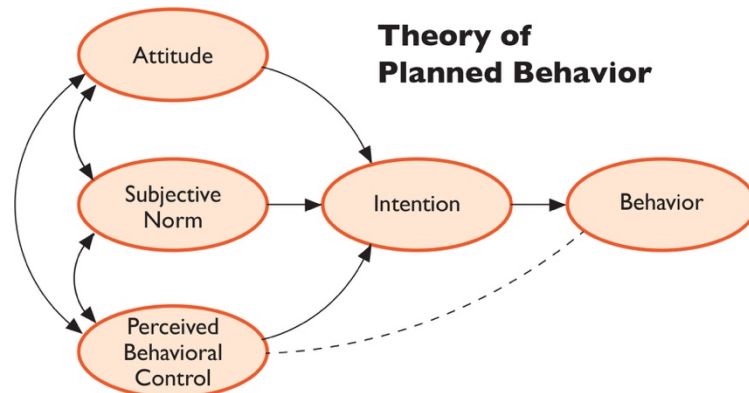 Theory of
Planned Behavior
Attitude
Subjective
Norm
Intention
Behavior
Perceived
Behavioral
Control